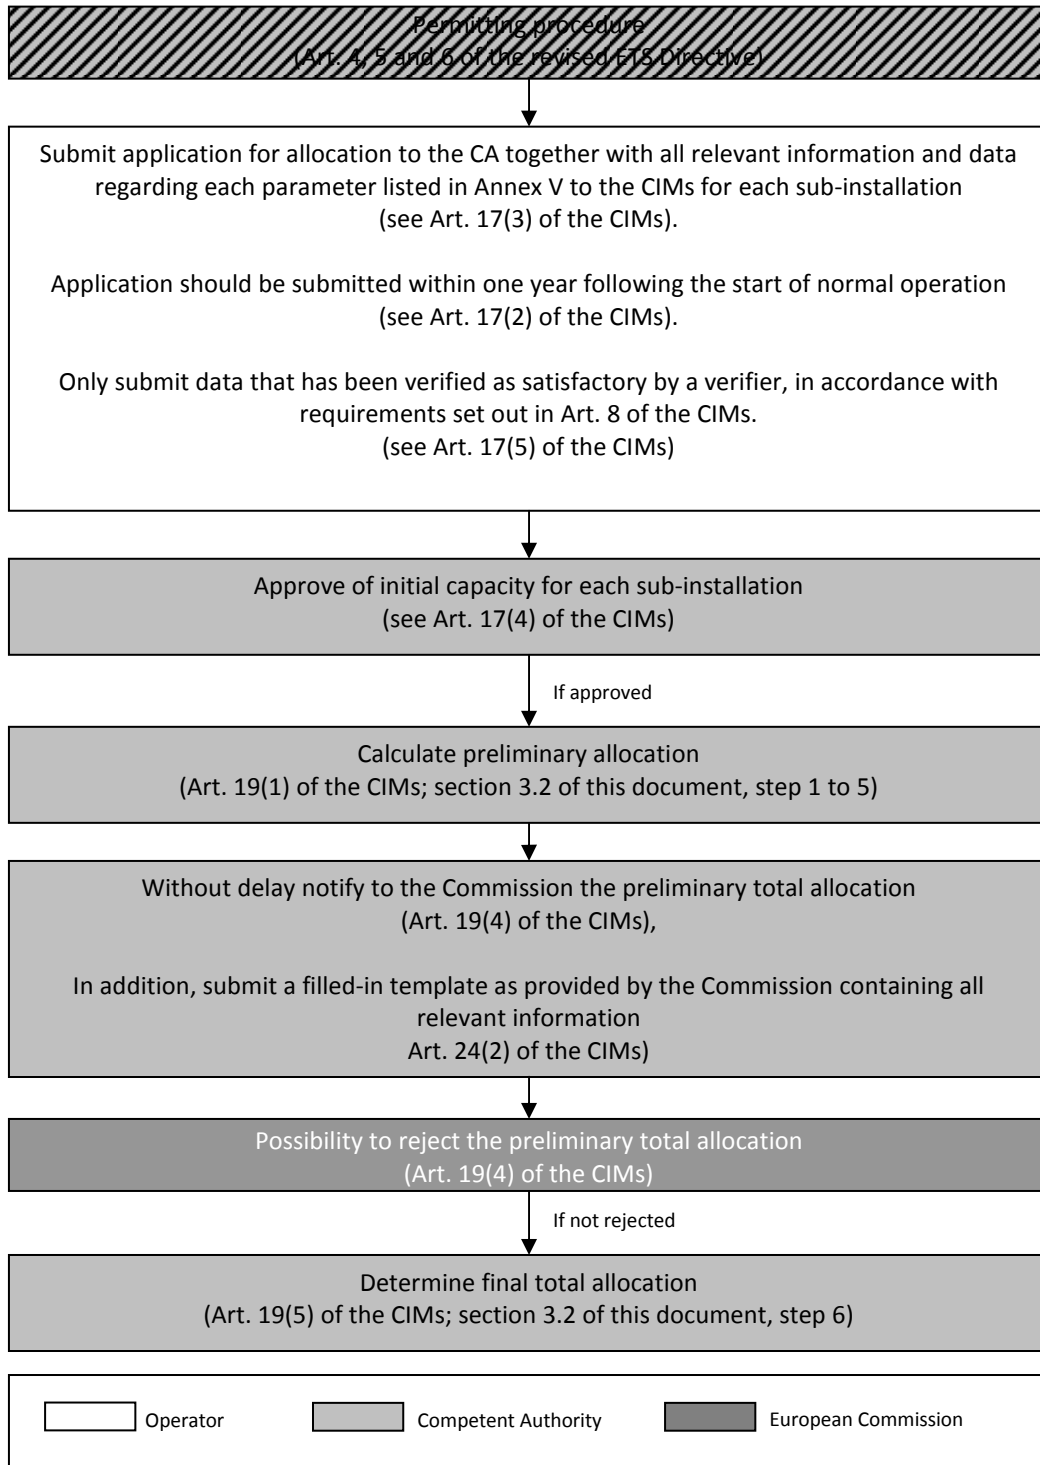 Permitting procedure
(Art. 4, 5 and 6 of the revised ETS Directive)
Submit application for allocation to the CA together with all relevant information and data
regarding each parameter listed in Annex V to the CIMs for each sub-installation
(see Art. 17(3) of the CIMs).
Application should be submitted within one year following the start of normal operation
(see Art. 17(2) of the CIMs).
Only submit data that has been verified as satisfactory by a verifier, in accordance with
requirements set out in Art. 8 of the CIMs.
(see Art. 17(5) of the CIMs)
Approve of initial capacity for each sub-installation
(see Art. 17(4) of the CIMs)
If approved
Calculate preliminary allocation
(Art. 19(1) of the CIMs; section 3.2 of this document, step 1 to 5)
Without delay notify to the Commission the preliminary total allocation
(Art. 19(4) of the CIMs),
In addition, submit a filled-in template as provided by the Commission containing all
relevant information
Art. 24(2) of the CIMs)
Possibility to reject the preliminary total allocation
(Art. 19(4) of the CIMs)
If not rejected
Determine final total allocation
(Art. 19(5) of the CIMs; section 3.2 of this document, step 6)
Operator
Competent Authority
European Commission